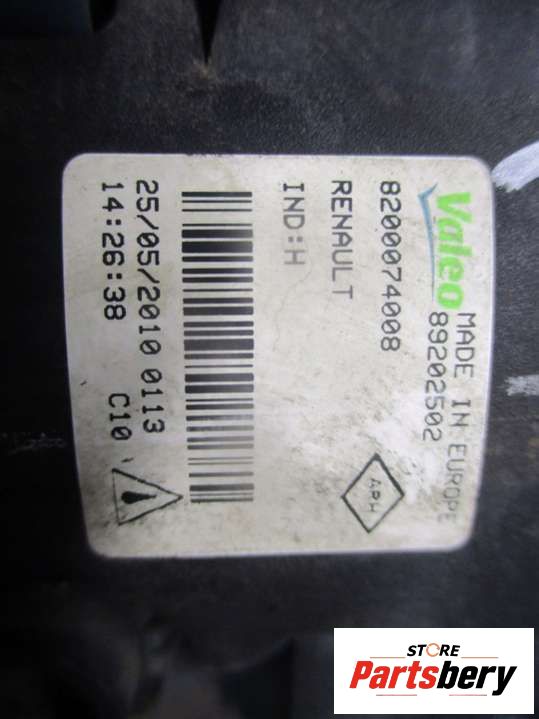 Valeo MADE IN EUROPE
89202502
8200074008
RENAULT
IND:H
APH
25/05/2010 0113
14:26:38 C10
STORE
Partsbery